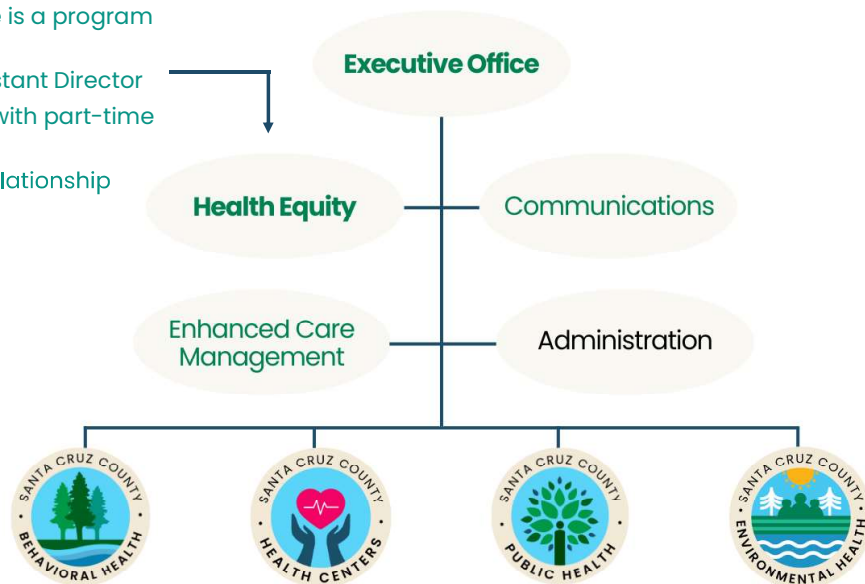 e is a program
stant Director
with part-time
lationship
Executive Office
Health Equity
Communications
Enhanced Care
Management
Administration
SANTA CRUZ COUNTY
• BEHAVIORAL HEALTH •
SANTA CRUZ COUNTY
• HEALTH CENTERS •
SANTA CRUZ COUNTY
• PUBLIC HEALTH •
SANTA CRUZ COUNTY
• ENVIRONMENTAL HEALTH •